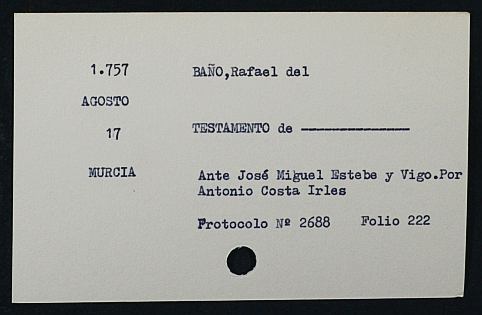 1.757 BAÑO,Rafael del
AGOSTO
17 TESTAMENTO de ---------------
MURCIA Ante José Miguel Estebe y Vigo.Por
Antonio Costa Irles
Protocolo Nº 2688 Folio 222